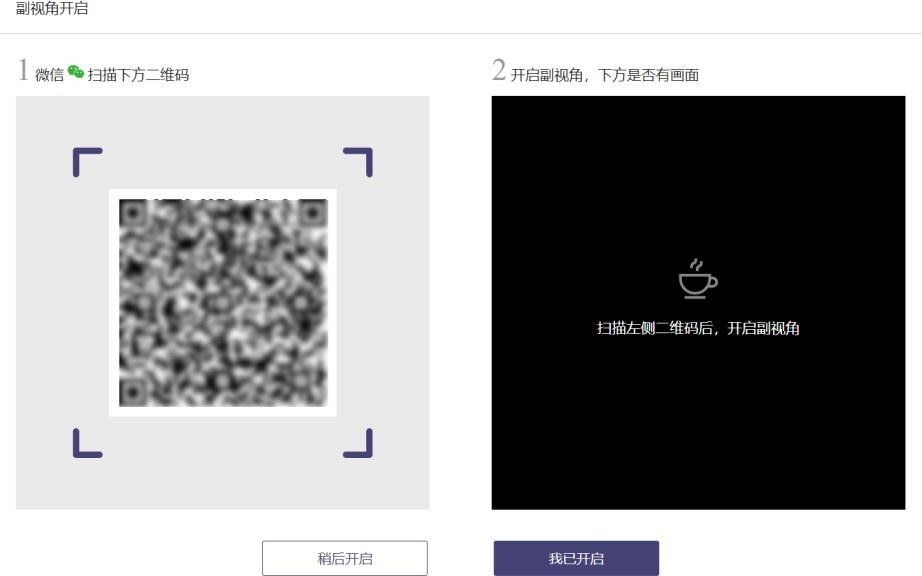 副视角开启
1 微信 扫描下方二维码
2 开启副视角，下方是否有画面
扫描左侧二维码后，开启副视角
稍后开启
我已开启